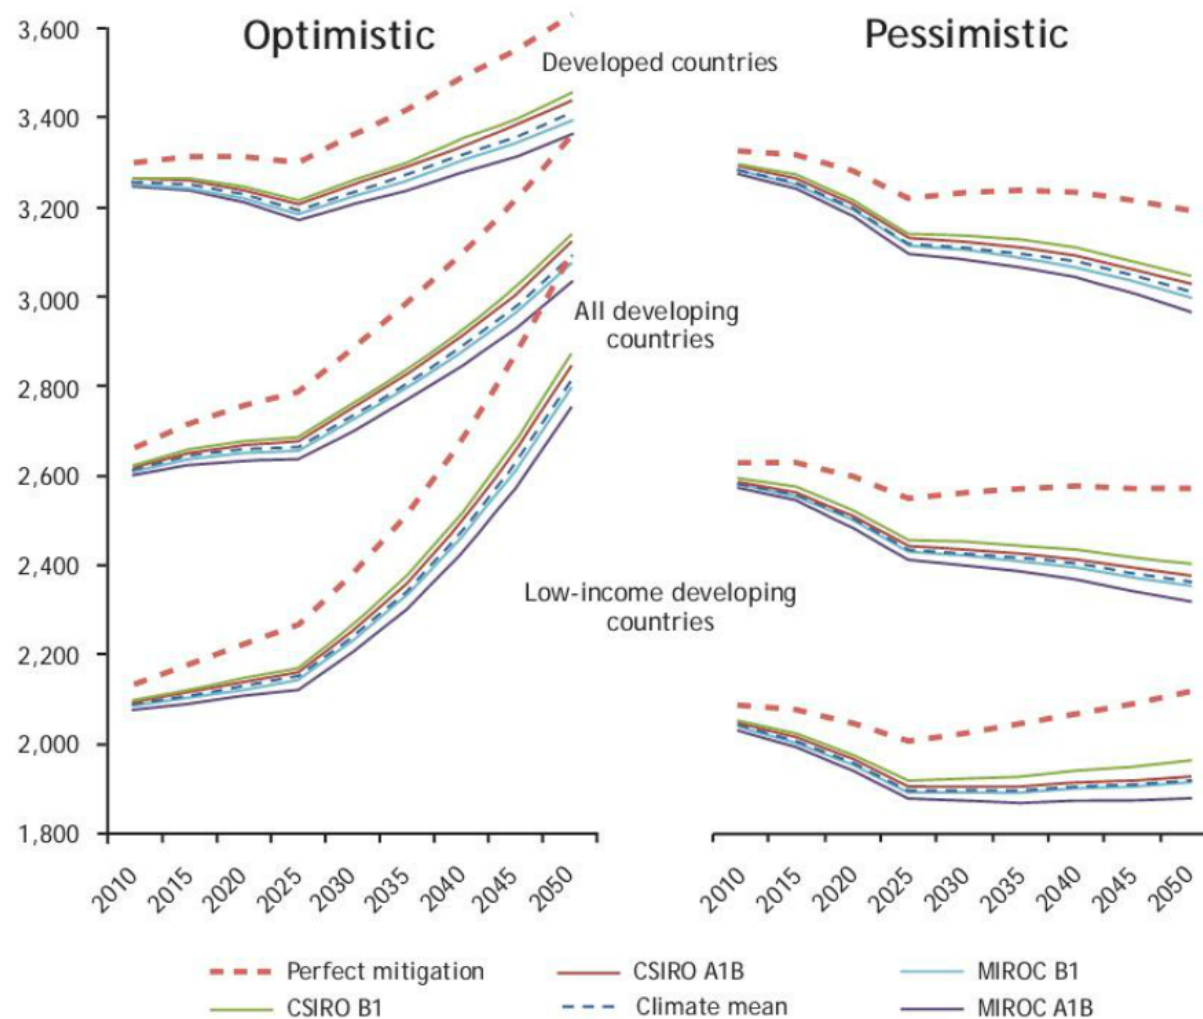 Optimistic
Pessimistic
3,600
3,400
3,200
3,000
2,800
2,600
2,400
2,200
2,000
1,800
Developed countries
All developing
countries
Low-income developing
countries
2010 2015 2020 2025 2030 2035 2040 2045 2050
2010 2015 2020 2025 2030 2035 2040 2045 2050
Perfect mitigation CSIRO A1B MIROC B1
CSIRO B1 Climate mean MIROC A1B